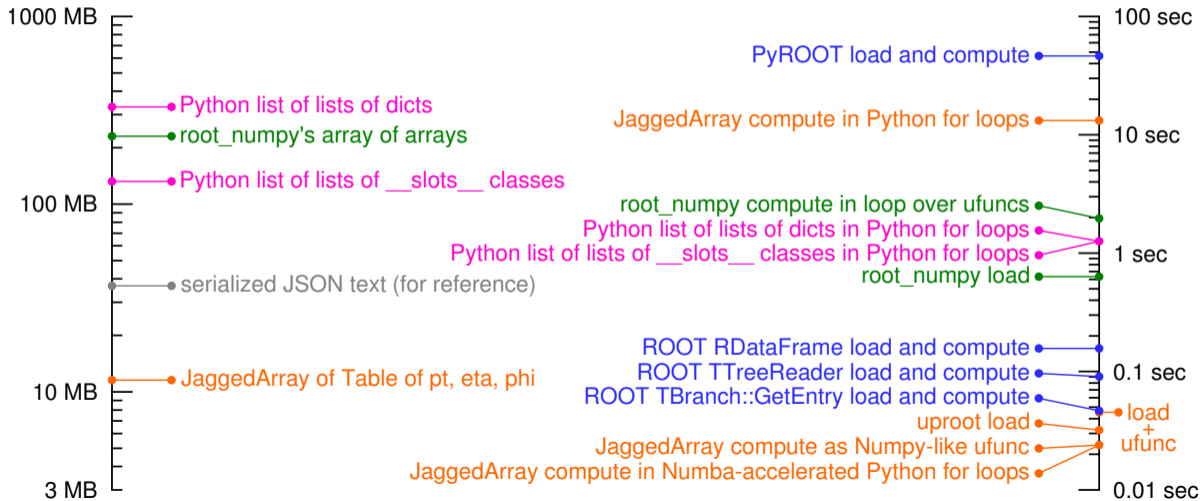 1000 MB
Python list of lists of dicts
root_numpy's array of arrays
Python list of lists of __slots__ classes
100 MB
serialized JSON text (for reference)
JaggedArray of Table of pt, eta, phi
10 MB
3 MB
100 sec
PyROOT load and compute
JaggedArray compute in Python for loops
10 sec
root_numpy compute in loop over ufuncs
Python list of lists of dicts in Python for loops
Python list of lists of __slots__ classes in Python for loops
1 sec
root_numpy load
ROOT RDataFrame load and compute
ROOT TTreeReader load and compute
0.1 sec
ROOT TBranch::GetEntry load and compute
load
+
ufunc
uproot load
JaggedArray compute as Numpy-like ufunc
JaggedArray compute in Numba-accelerated Python for loops
0.01 sec